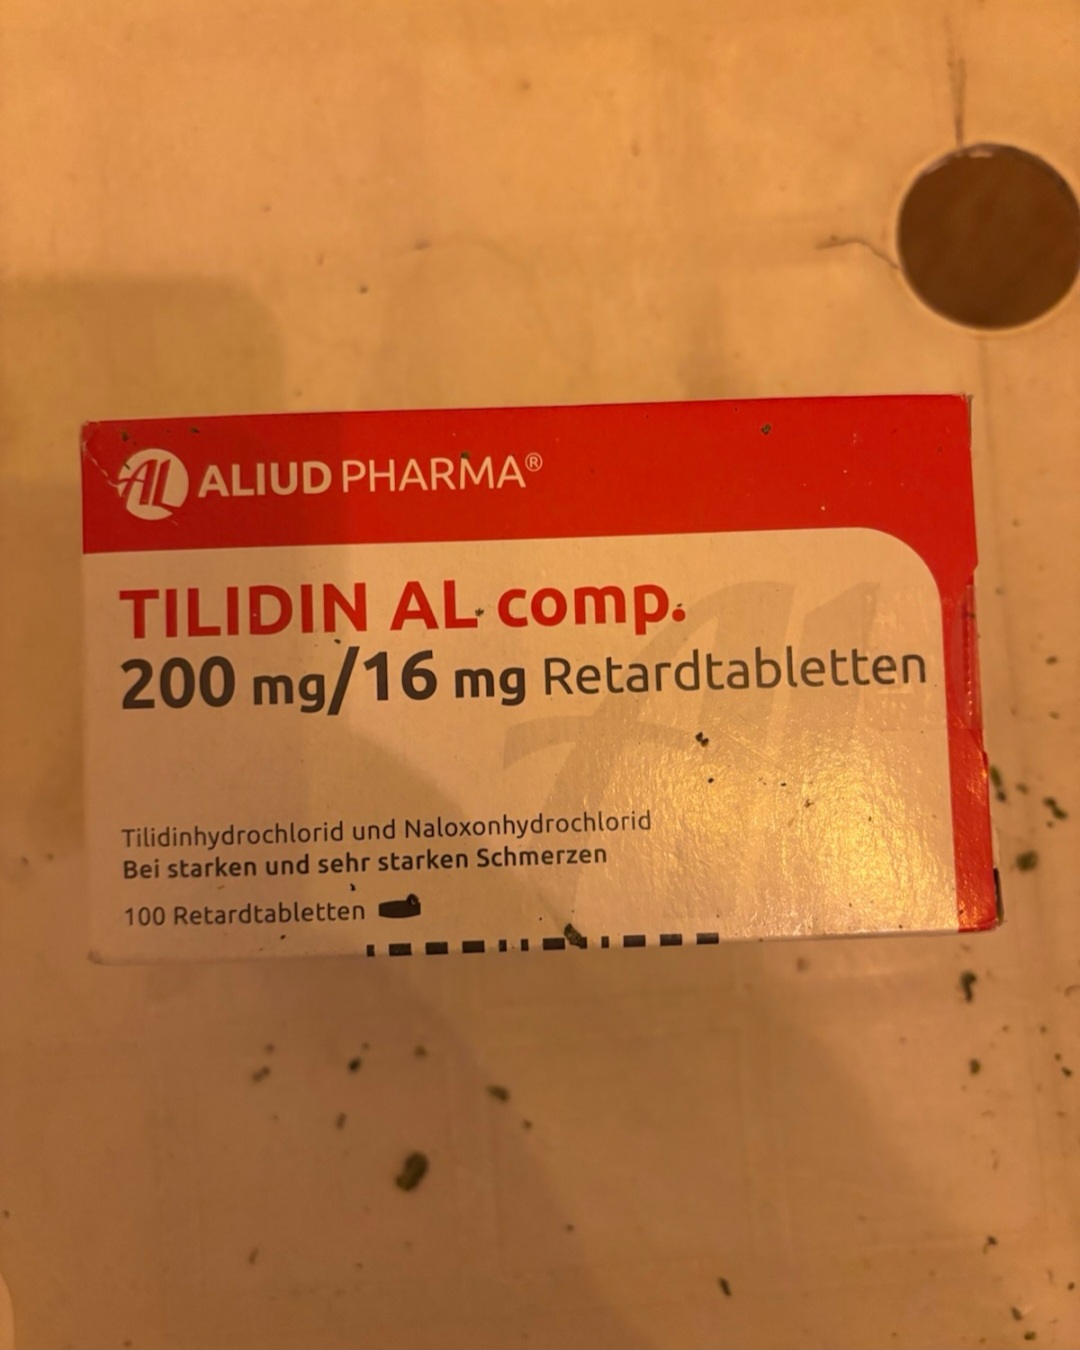 AL ALIUD PHARMA®
TILIDIN AL comp.
200 mg/16 mg Retardtabletten
Tilidinhydrochlorid und Naloxonhydrochlorid
Bei starken und sehr starken Schmerzen
100 Retardtabletten